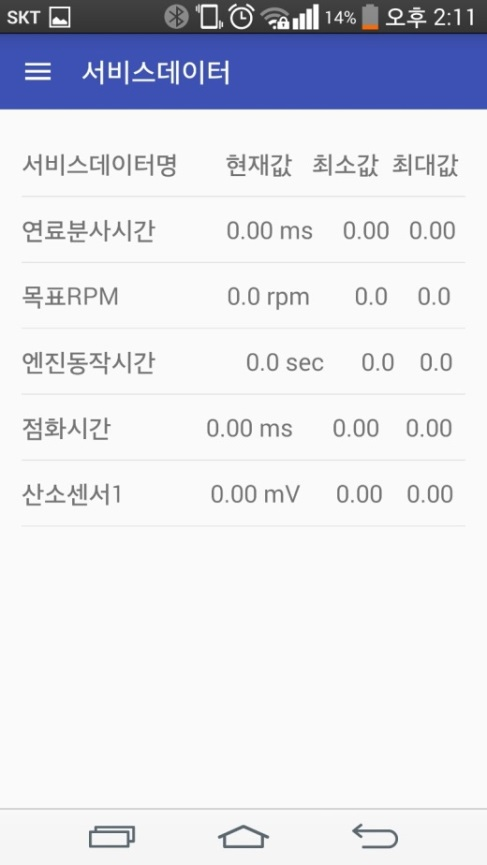 SKT 14% 오후 2:11
서비스데이터
서비스데이터명 현재값 최소값 최대값
연료분사시간 0.00 ms 0.00 0.00
목표RPM 0.0 rpm 0.0 0.0
엔진동작시간 0.0 sec 0.0 0.0
점화시간 0.00 ms 0.00 0.00
산소센서1 0.00 mV 0.00 0.00